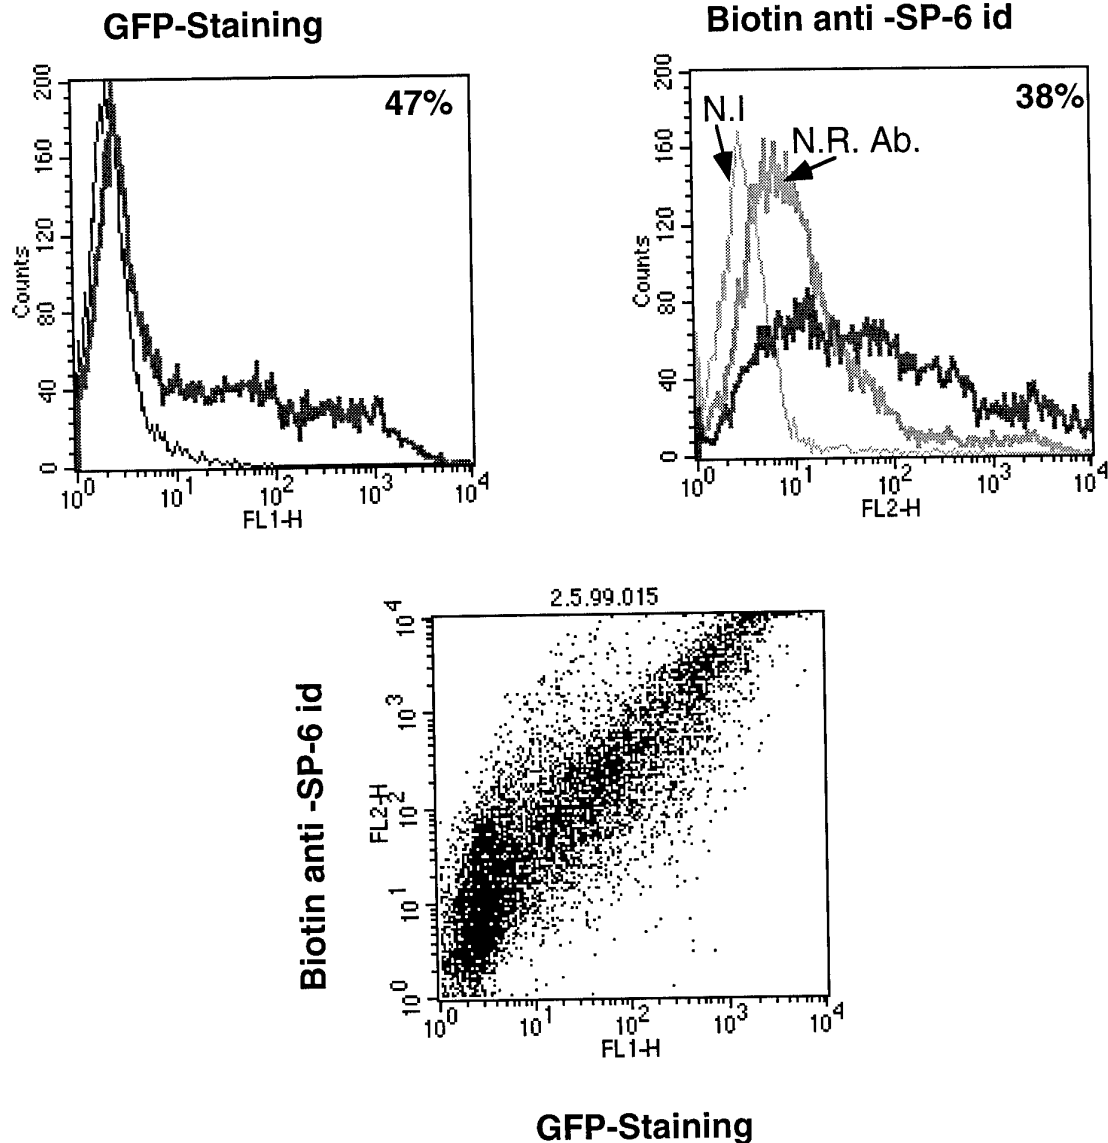 GFP-Staining
Biotin anti -SP-6 id
200
160
120
80
40
0
Counts
47%
10^0 10^1 10^2 10^3 10^4
FL1-H
200
160
120
80
40
0
Counts
38%
N.I
N.R. Ab.
10^0 10^1 10^2 10^3 10^4
FL2-H
2.5.99.015
Biotin anti -SP-6 id
FL2-H
10^4
10^3
10^2
10^1
10^0
10^0 10^1 10^2 10^3 10^4
FL1-H
GFP-Staining